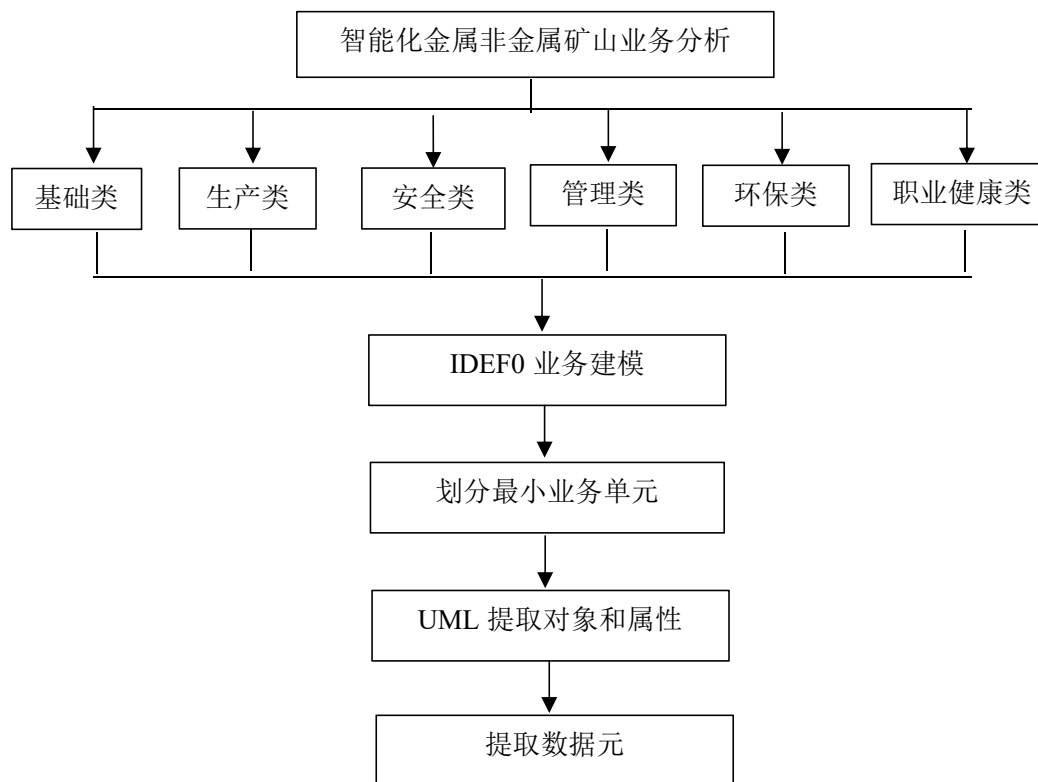 智能化金属非金属矿山业务分析
基础类
生产类
安全类
管理类
环保类
职业健康类
IDEF0 业务建模
划分最小业务单元
UML 提取对象和属性
提取数据元